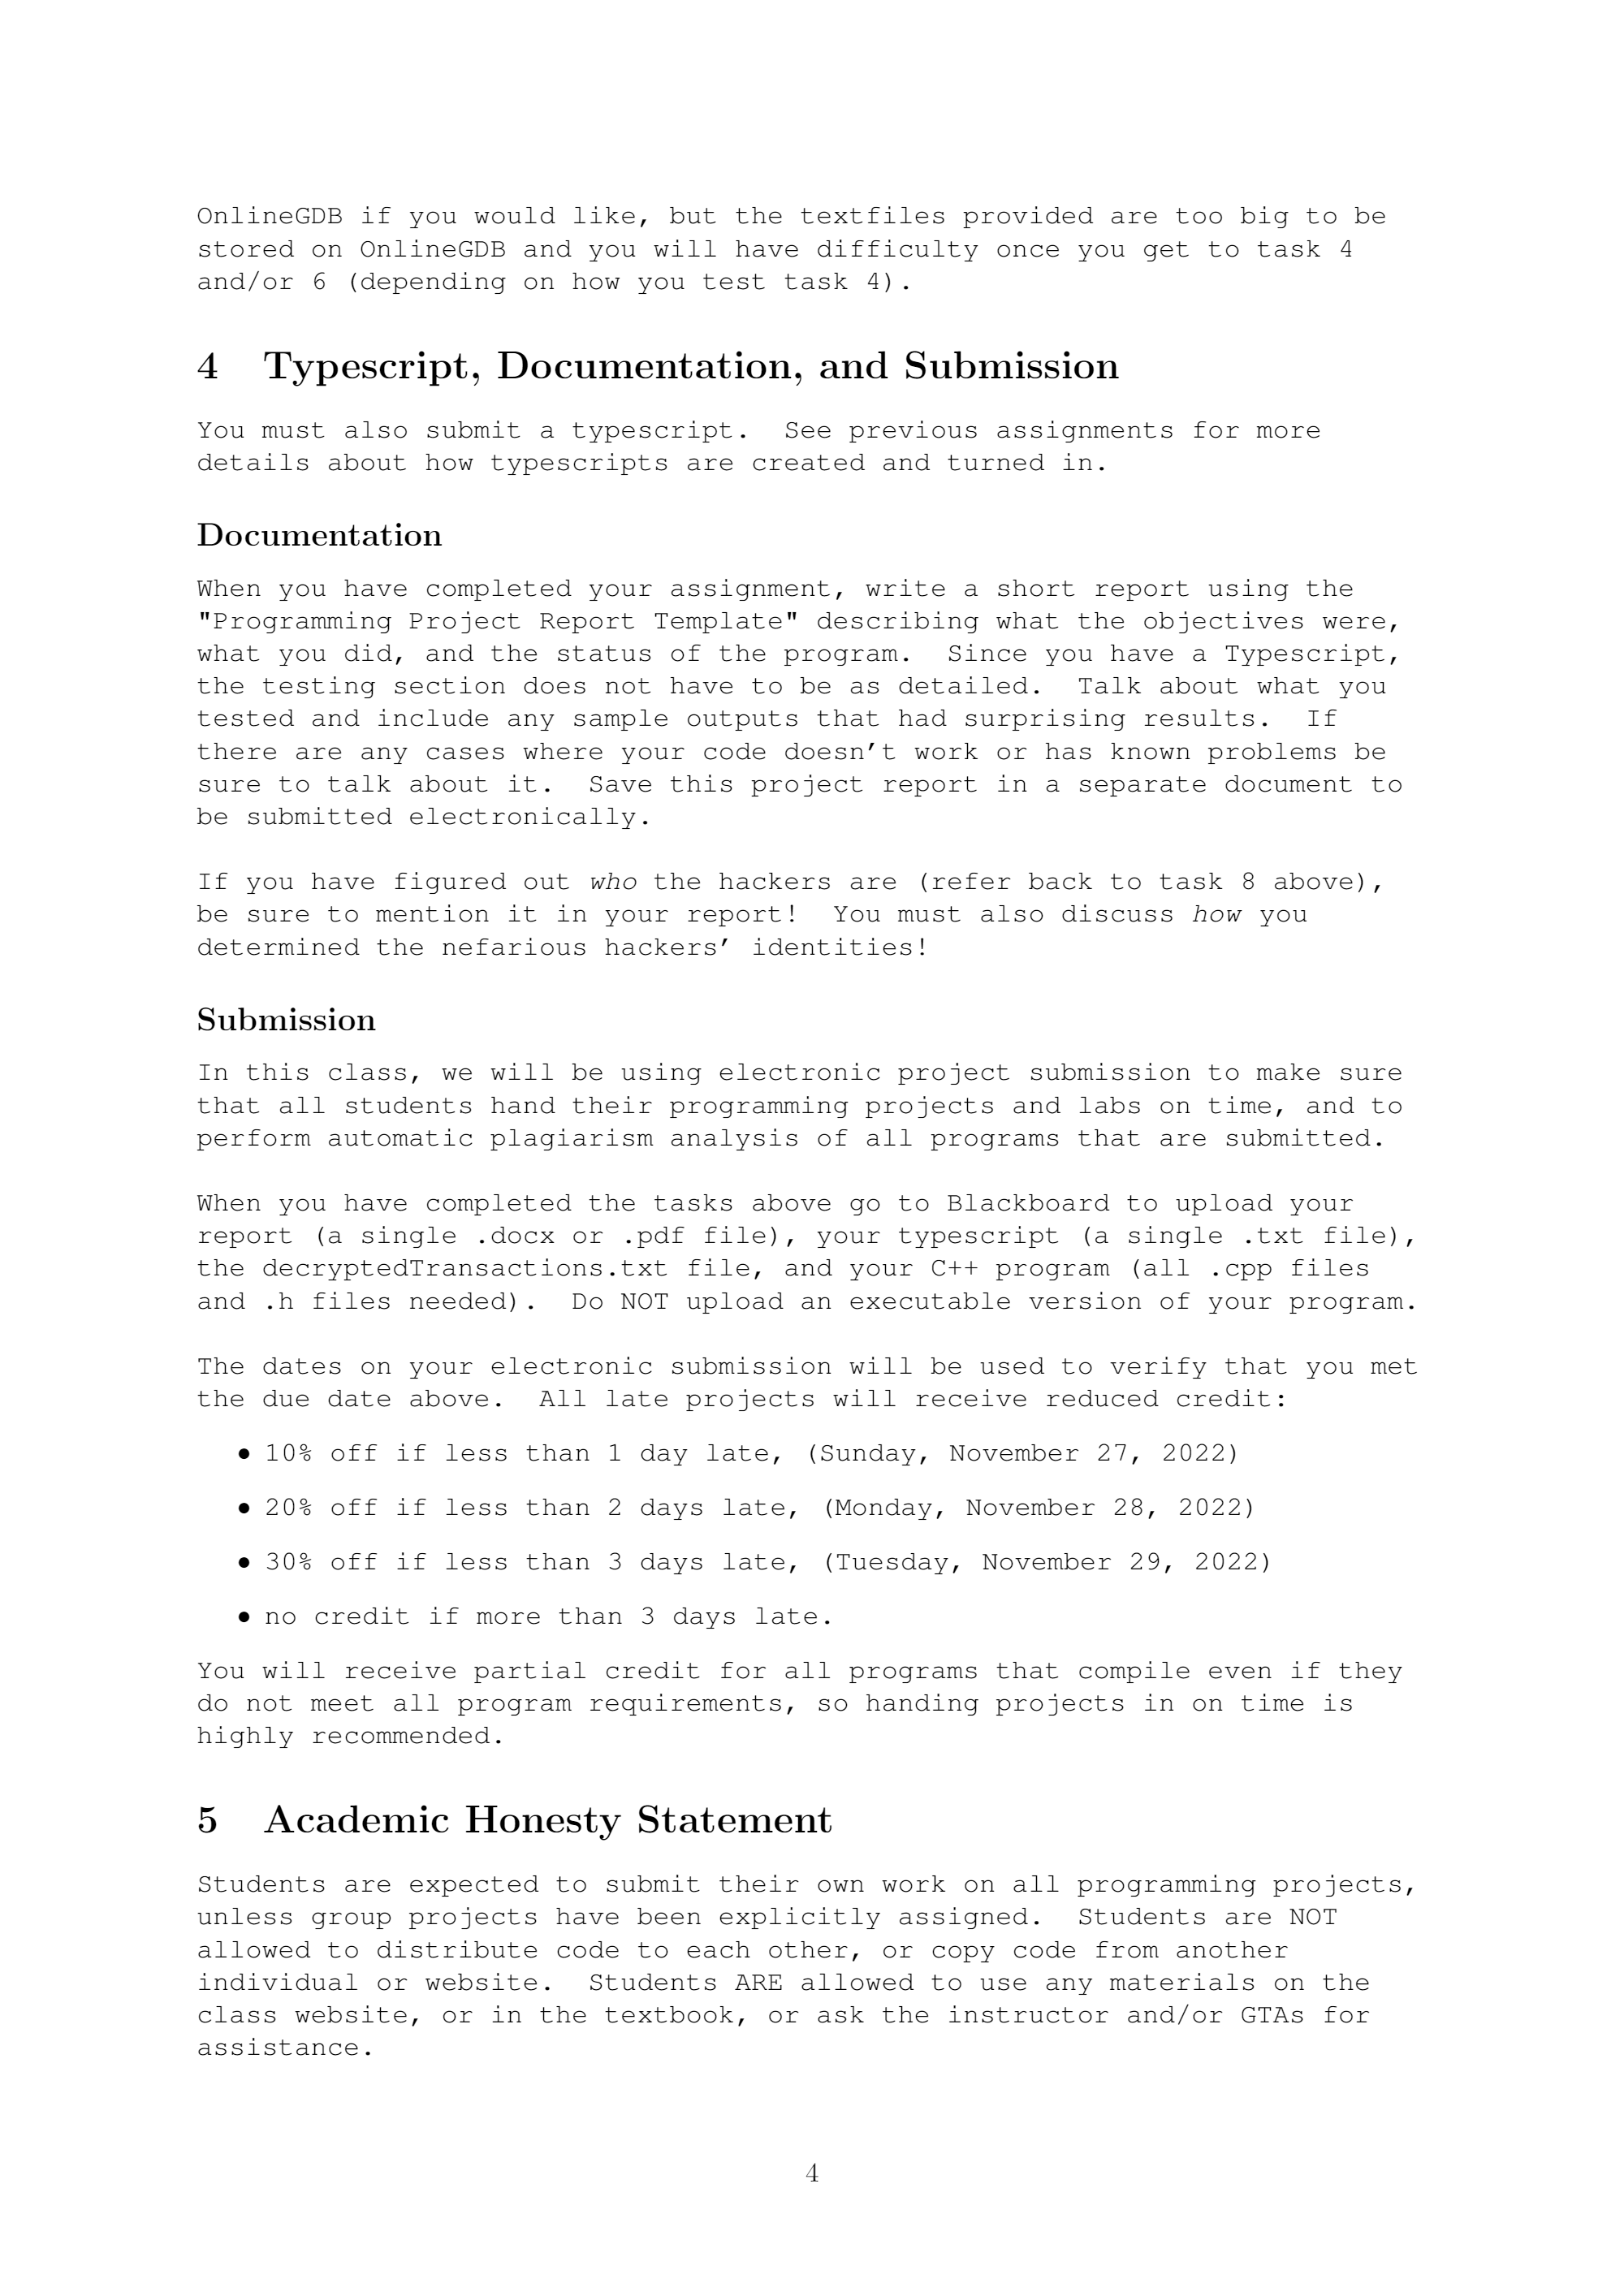 OnlineGDB if you would like, but the textfiles provided are too big to be
stored on OnlineGDB and you will have difficulty once you get to task 4
and/or 6 (depending on how you test task 4).
4 Typescript, Documentation, and Submission
You must also submit a typescript. See previous assignments for more
details about how typescripts are created and turned in.
Documentation
When you have completed your assignment, write a short report using the
"Programming Project Report Template" describing what the objectives were,
what you did, and the status of the program. Since you have a Typescript,
the testing section does not have to be as detailed. Talk about what you
tested and include any sample outputs that had surprising results. If
there are any cases where your code doesn't work or has known problems be
sure to talk about it. Save this project report in a separate document to
be submitted electronically.
If you have figured out who the hackers are (refer back to task 8 above),
be sure to mention it in your report! You must also discuss how you
determined the nefarious hackers' identities!
Submission
In this class, we will be using electronic project submission to make sure
that all students hand their programming projects and labs on time, and to
perform automatic plagiarism analysis of all programs that are submitted.
When you have completed the tasks above go to Blackboard to upload your
report (a single .docx or .pdf file), your typescript (a single .txt file),
the decryptedTransactions.txt file, and your C++ program (all .cpp files
and .h files needed). Do NOT upload an executable version of your program.
The dates on your electronic submission will be used to verify that you met
the due date above. All late projects will receive reduced credit:
• 10% off if less than 1 day late, (Sunday, November 27, 2022)
• 20% off if less than 2 days late, (Monday, November 28, 2022)
• 30% off if less than 3 days late, (Tuesday, November 29, 2022)
• no credit if more than 3 days late.
You will receive partial credit for all programs that compile even if they
do not meet all program requirements, so handing projects in on time is
highly recommended.
5 Academic Honesty Statement
Students are expected to submit their own work on all programming projects,
unless group projects have been explicitly assigned. Students are NOT
allowed to distribute code to each other, or copy code from another
individual or website. Students ARE allowed to use any materials on the
class website, or in the textbook, or ask the instructor and/or GTAs for
assistance.
4